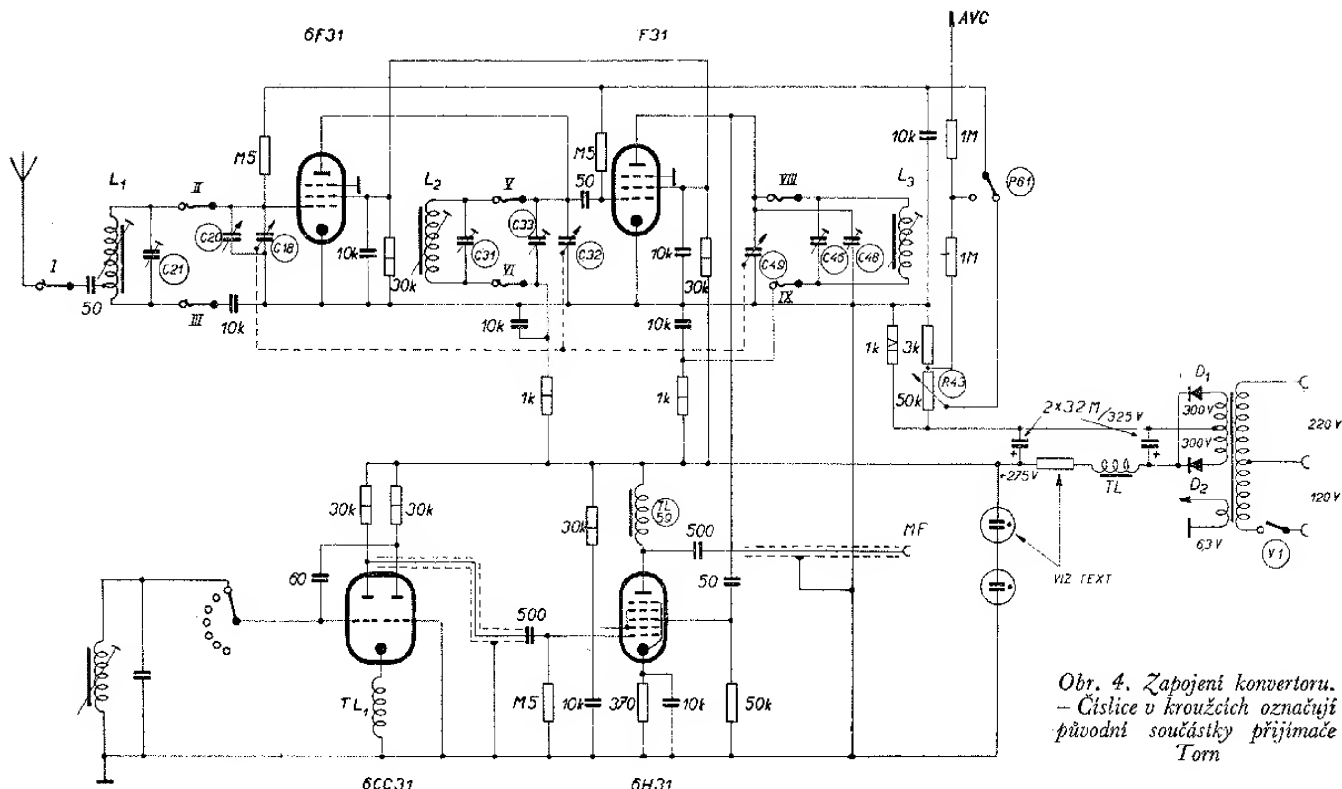 AVC
6F31
F31
M5
M5
50
10k
1M
P61
L₁
II
C20
C18
C21
I
50
III
10k
10k
30k
L₂
V
C33
C31
C32
VI
10k
10k
30k
10k
VIII
L₃
C49
C45
C46
IX
1M
1k
1k
1k
3k
R43
50k
2x32M/325V
D₁
300V
300V
D₂
220V
120V
+275V
TL
6,3V
V1
VIZ TEXT
30k
30k
60
30k
TL 59
500
MF
50
500
TL₁
M5
10k
370
10k
50k
6CC31
6H31
Obr. 4. Zapojení konvertoru.
– Číslice v kroužcích označují
původní součástky přijímače
Torn